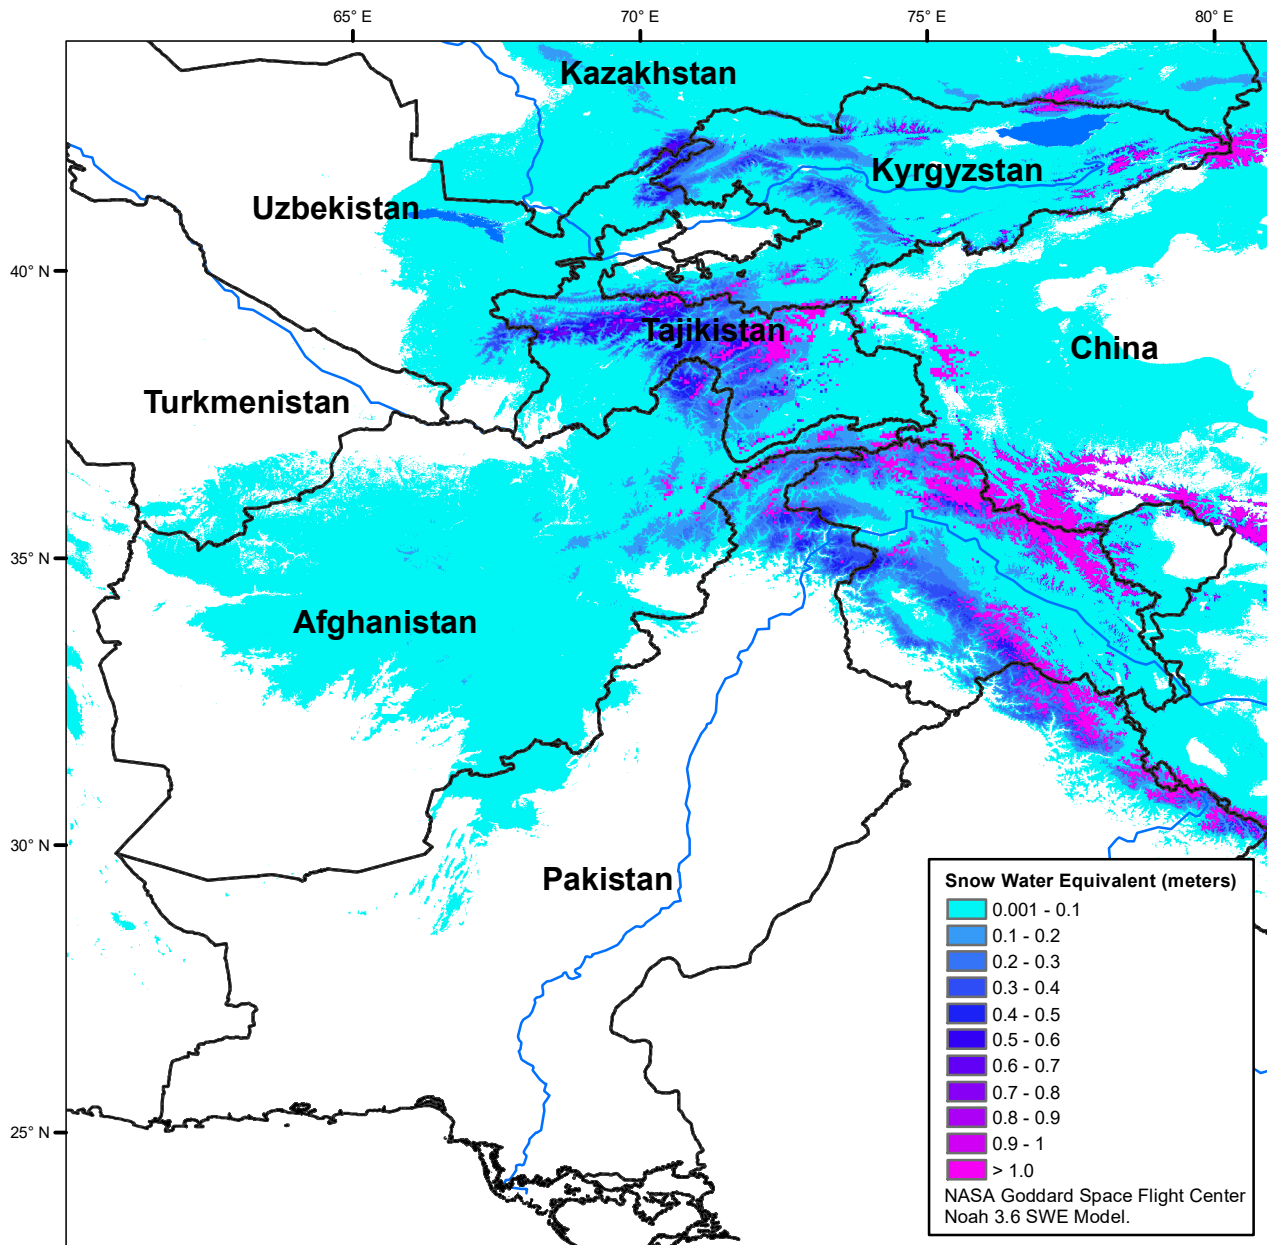 65° E
70° E
75° E
80° E
Kazakhstan
Kyrgyzstan
Uzbekistan
40° N
Tajikistan
China
Turkmenistan
35° N
Afghanistan
30° N
Pakistan
25° N
Snow Water Equivalent (meters)
0.001 - 0.1
0.1 - 0.2
0.2 - 0.3
0.3 - 0.4
0.4 - 0.5
0.5 - 0.6
0.6 - 0.7
0.7 - 0.8
0.8 - 0.9
0.9 - 1
> 1.0
NASA Goddard Space Flight Center
Noah 3.6 SWE Model.